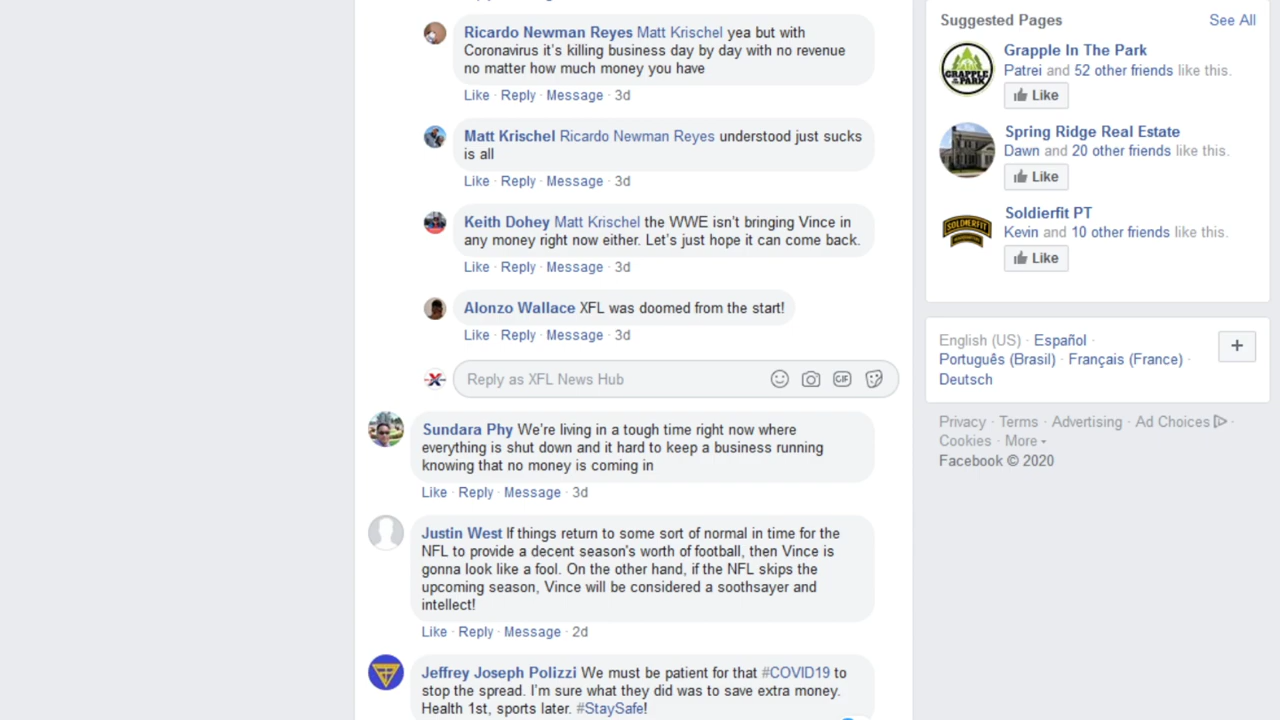 Ricardo Newman Reyes Matt Krischel yea but with
Coronavirus it's killing business day by day with no revenue
no matter how much money you have
Like · Reply · Message · 3d
Matt Krischel Ricardo Newman Reyes understood just sucks
is all
Like · Reply · Message · 3d
Keith Dohey Matt Krischel the WWE isn't bringing Vince in
any money right now either. Let's just hope it can come back.
Like · Reply · Message · 3d
Alonzo Wallace XFL was doomed from the start!
Like · Reply · Message · 3d
Reply as XFL News Hub
GIF
Sundara Phy We're living in a tough time right now where
everything is shut down and it hard to keep a business running
knowing that no money is coming in
Like · Reply · Message · 3d
Justin West If things return to some sort of normal in time for the
NFL to provide a decent season's worth of football, then Vince is
gonna look like a fool. On the other hand, if the NFL skips the
upcoming season, Vince will be considered a soothsayer and
intellect!
Like · Reply · Message · 2d
Jeffrey Joseph Polizzi We must be patient for that #COVID19 to
stop the spread. I'm sure what they did was to save extra money.
Health 1st, sports later. #StaySafe!
Suggested Pages
See All
GRAPPLE
IN THE
PARK
Grapple In The Park
Patrei and 52 other friends like this.
Like
Spring Ridge Real Estate
Dawn and 20 other friends like this.
Like
SOLDIERFIT
Soldierfit PT
Kevin and 10 other friends like this.
Like
English (US) · Español ·
Português (Brasil) · Français (France) ·
Deutsch
+
Privacy · Terms · Advertising · Ad Choices ·
Cookies · More
Facebook © 2020